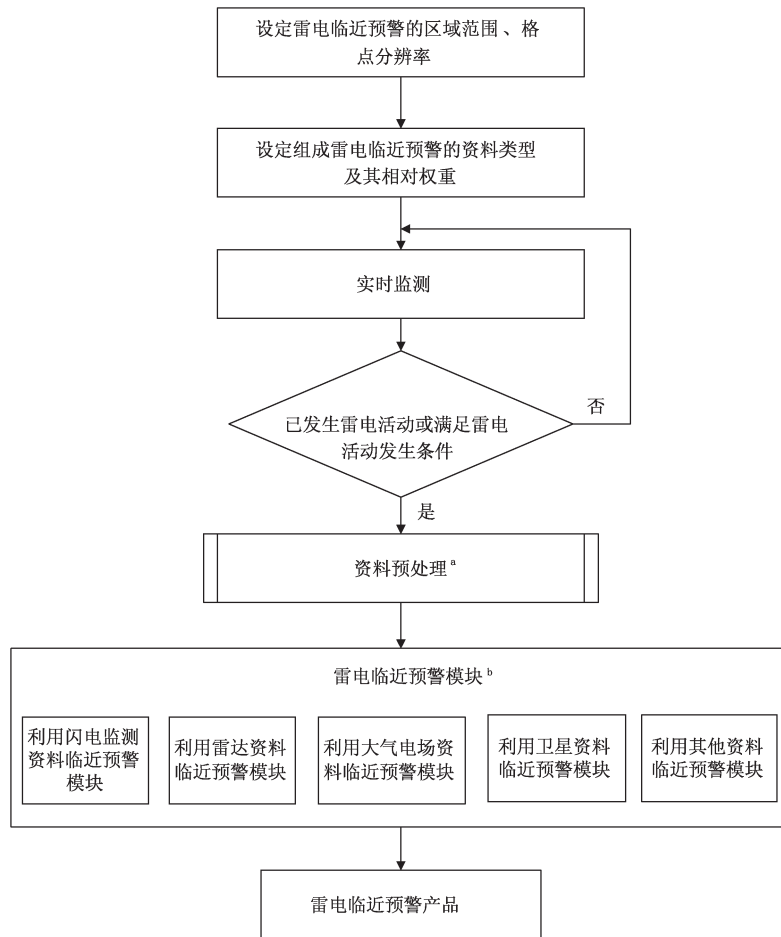 设定雷电临近预警的区域范围、格
点分辨率
设定组成雷电临近预警的资料类型
及其相对权重
实时监测
否
已发生雷电活动或满足雷电
活动发生条件
是
资料预处理a
雷电临近预警模块b
利用闪电监测
资料临近预警
模块
利用雷达资料
临近预警模块
利用大气电场资
料临近预警模块
利用卫星资料
临近预警模块
利用其他资料
临近预警模块
雷电临近预警产品